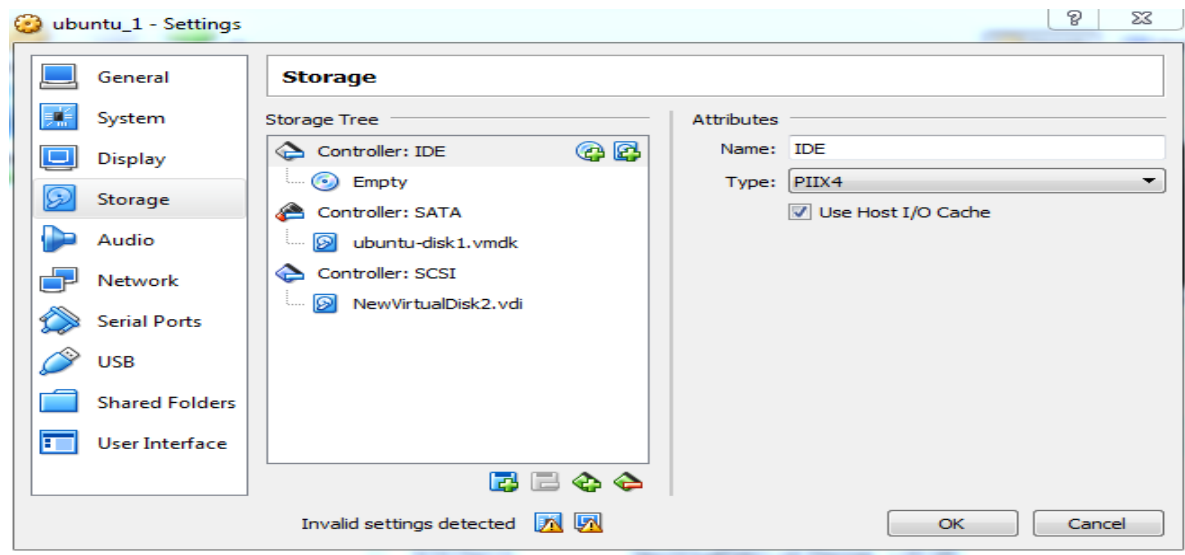 ubuntu_1 - Settings
General
System
Display
Storage
Audio
Network
Serial Ports
USB
Shared Folders
User Interface
Storage
Storage Tree
Controller: IDE
Empty
Controller: SATA
ubuntu-disk1.vmdk
Controller: SCSI
NewVirtualDisk2.vdi
Attributes
Name: IDE
Type: PIIX4
Use Host I/O Cache
Invalid settings detected
OK Cancel